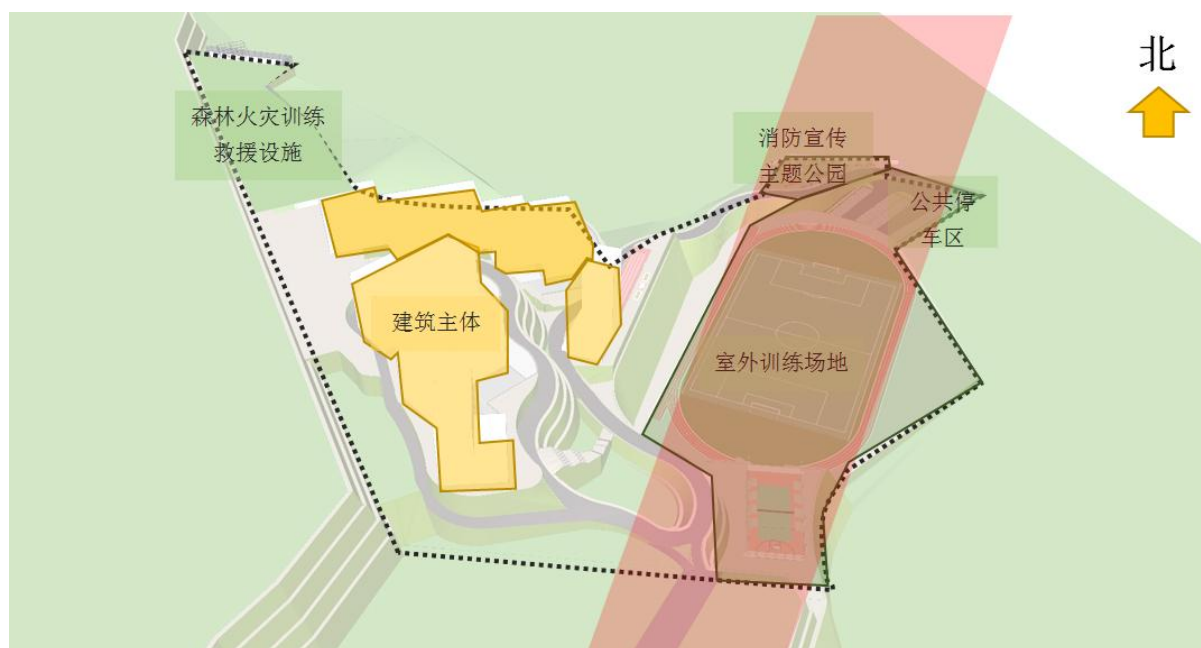 北
森林火灾训练
救援设施
消防宣传
主题公园
公共停
车区
建筑主体
室外训练场地